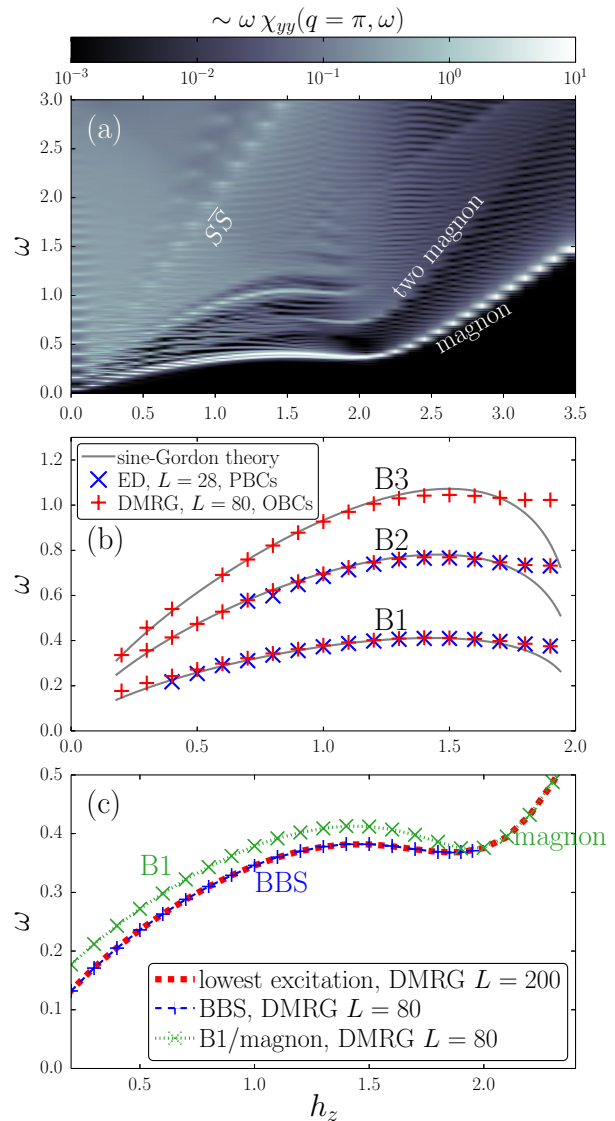 ∼ ω χ_yy(q = π, ω)
10⁻³ 10⁻² 10⁻¹ 10⁰ 10¹
(a)
3.0
2.5
2.0
1.5
1.0
0.5
0.0
ω
SS̅
two magnon
magnon
0.0 0.5 1.0 1.5 2.0 2.5 3.0 3.5
sine-Gordon theory
ED, L = 28, PBCs
DMRG, L = 80, OBCs
(b)
1.2
1.0
0.8
0.6
0.4
0.2
0.0
ω
B3
B2
B1
0.0 0.5 1.0 1.5 2.0
(c)
0.5
0.4
0.3
0.2
0.1
0.0
ω
B1
BBS
magnon
lowest excitation, DMRG L = 200
BBS, DMRG L = 80
B1/magnon, DMRG L = 80
0.5 1.0 1.5 2.0
h_z